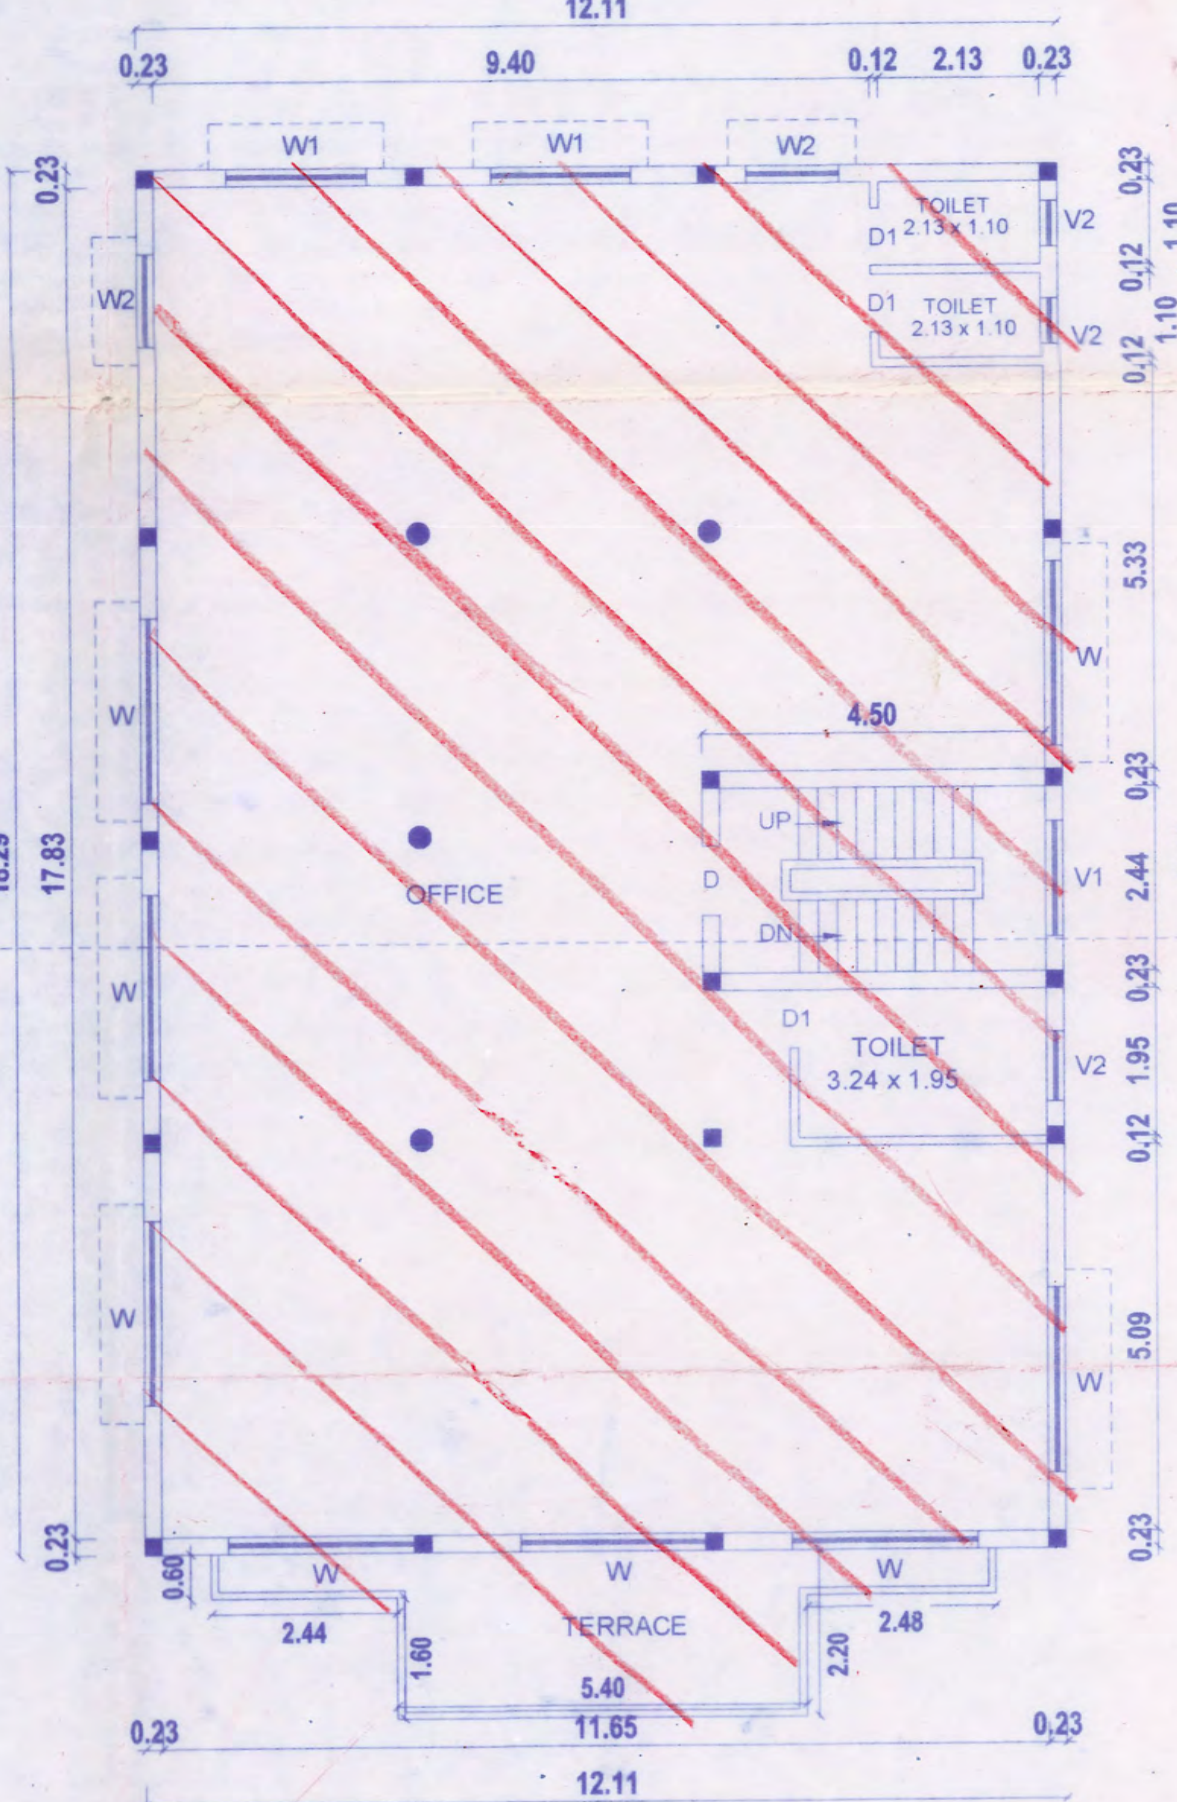 12.11
0.23 9.40 0.12 2.13 0.23
W1 W1 W2
0.23 0.23
TOILET
2.13 x 1.10
D1 V2 1.10
0.12
W2 D1 TOILET
2.13 x 1.10
V2 1.10
0.12
5.33
W
W 4.50
0.23
UP
17.83 OFFICE D V1 2.44
DN
0.23
W D1
TOILET
3.24 x 1.95
V2 1.95
0.12
W 5.09
W
0.23 0.23
0.60 W W W
2.44 TERRACE 2.48
1.60 2.20
5.40
0.23 11.65 0.23
12.11